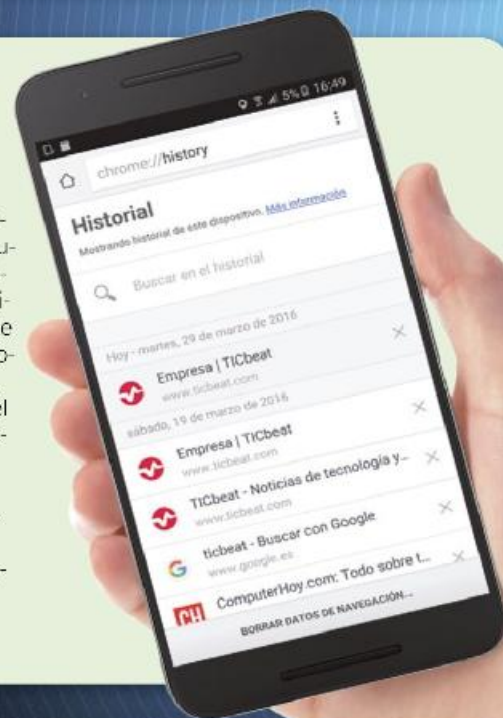 5% 16:49
chrome://history
Historial
Mostrando historial de este dispositivo. Más información
Buscar en el historial
Hoy - martes, 29 de marzo de 2016
Empresa | TICbeat
www.ticbeat.com
sábado, 19 de marzo de 2016
Empresa | TICbeat
www.ticbeat.com
TICbeat - Noticias de tecnología y...
www.ticbeat.com
ticbeat - Buscar con Google
www.google.es
CH
ComputerHoy.com: Todo sobre t...
BORRAR DATOS DE NAVEGACIÓN...